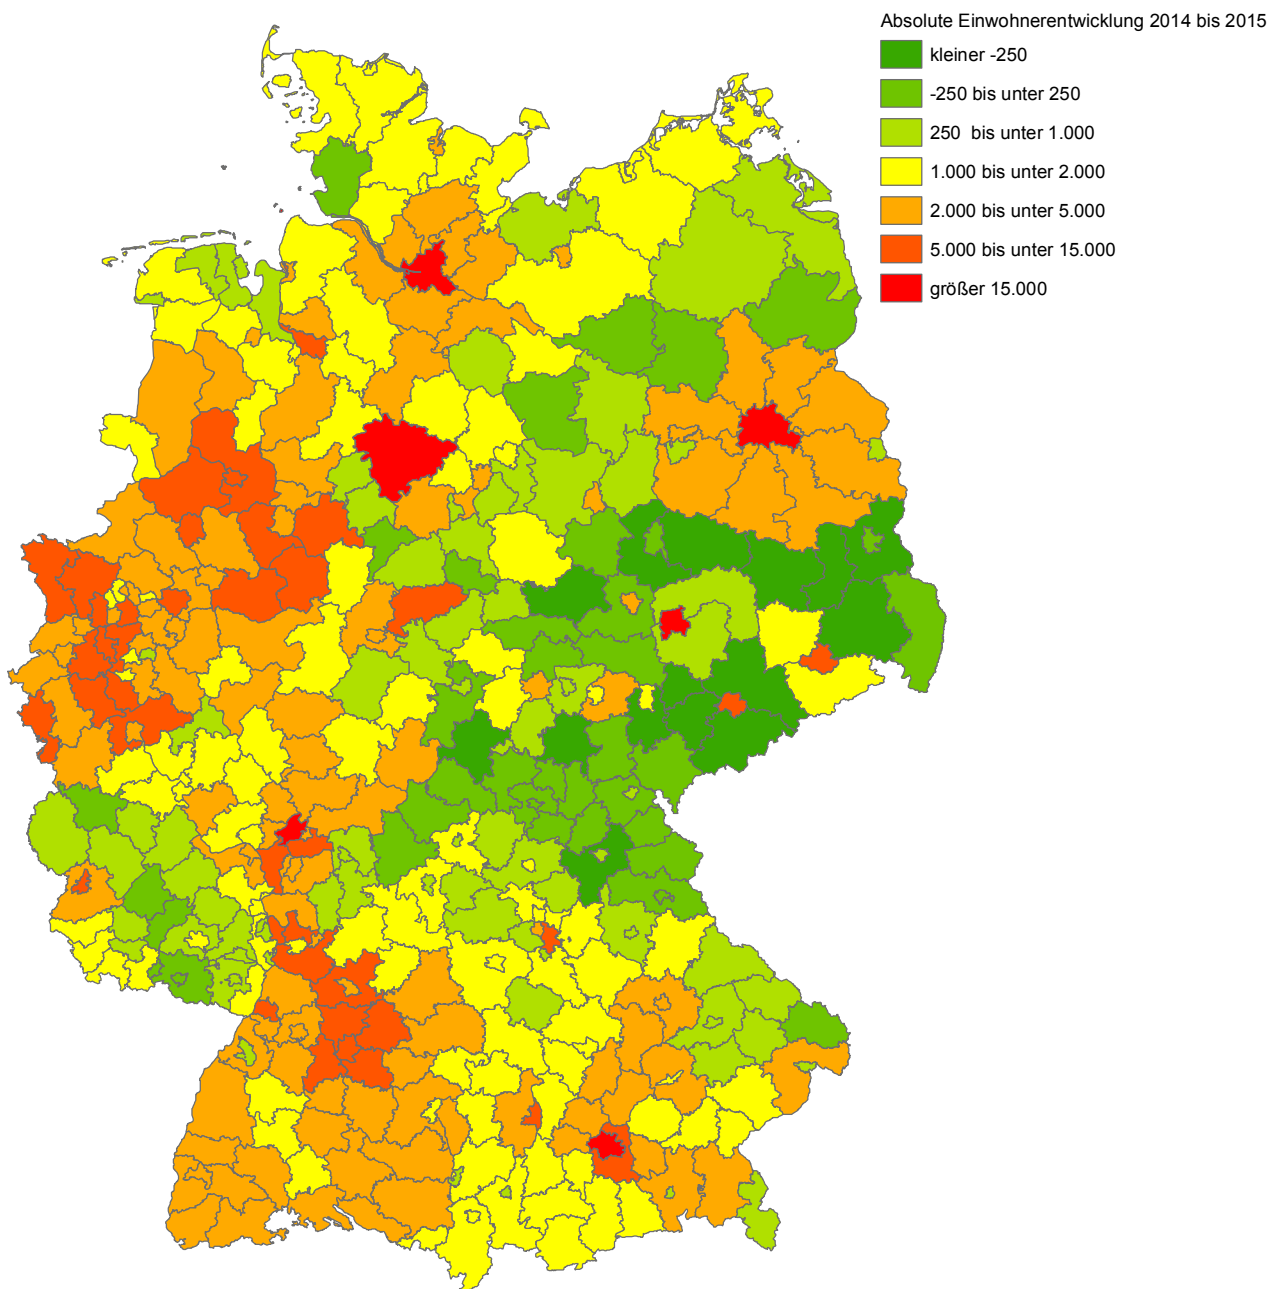 Absolute Einwohnerentwicklung 2014 bis 2015
kleiner -250
-250 bis unter 250
250 bis unter 1.000
1.000 bis unter 2.000
2.000 bis unter 5.000
5.000 bis unter 15.000
größer 15.000